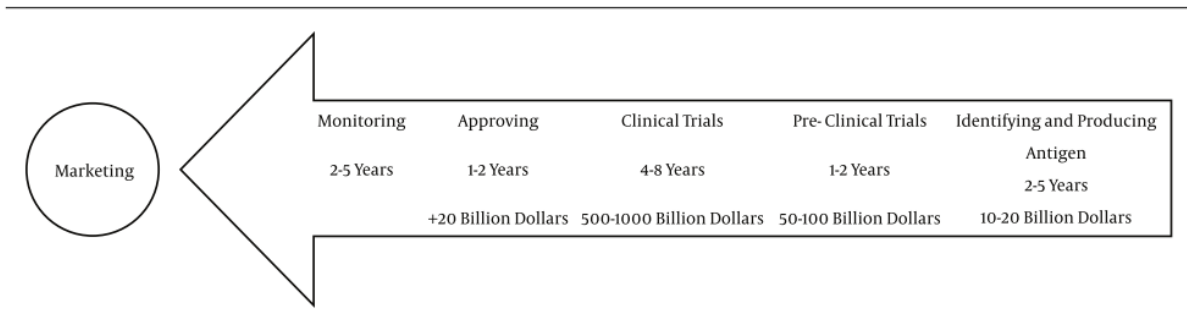 Marketing
Monitoring
2-5 Years
Approving
1-2 Years
+20 Billion Dollars
Clinical Trials
4-8 Years
500-1000 Billion Dollars
Pre- Clinical Trials
1-2 Years
50-100 Billion Dollars
Identifying and Producing
Antigen
2-5 Years
10-20 Billion Dollars